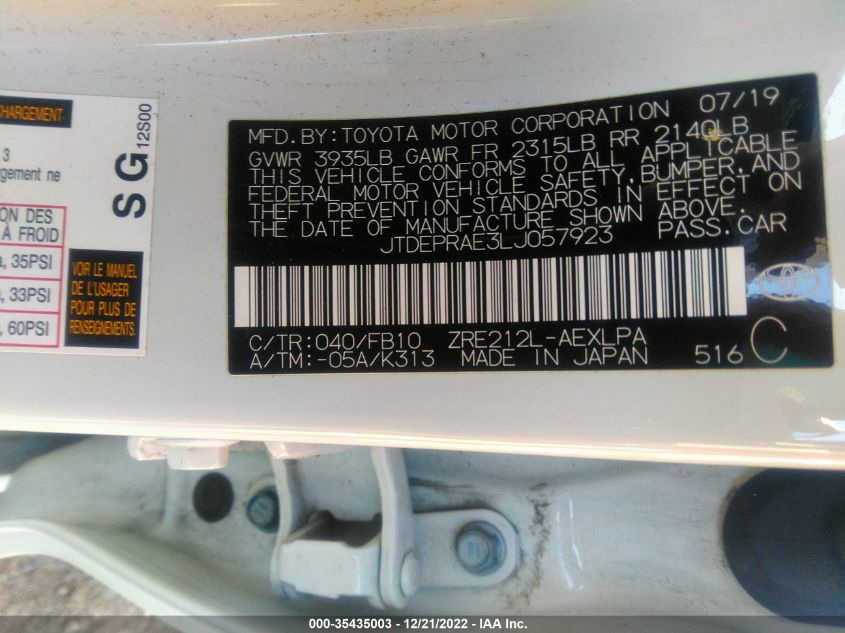 CHARGEMENT
3
rgement ne
ION DES
À FROID
a, 35PSI
, 33PSI
, 60PSI
VOIR LE MANUEL
DE L'USAGER
POUR PLUS DE
RENSEIGNEMENTS.
SG
12S00
MFD.BY:TOYOTA MOTOR CORPORATION 07/19
GVWR 3935LB GAWR FR 2315LB RR 2140LB
THIS VEHICLE CONFORMS TO ALL APPLICABLE
FEDERAL MOTOR VEHICLE SAFETY,BUMPER,AND
THEFT PREVENTION STANDARDS IN EFFECT ON
THE DATE OF MANUFACTURE SHOWN ABOVE.
JTDEPRAE3LJ057923 PASS.CAR
C/TR:040/FB10 ZRE212L-AEXLPA
A/TM:-05A/K313 MADE IN JAPAN 516 C
000-35435003 - 12/21/2022 - IAA Inc.